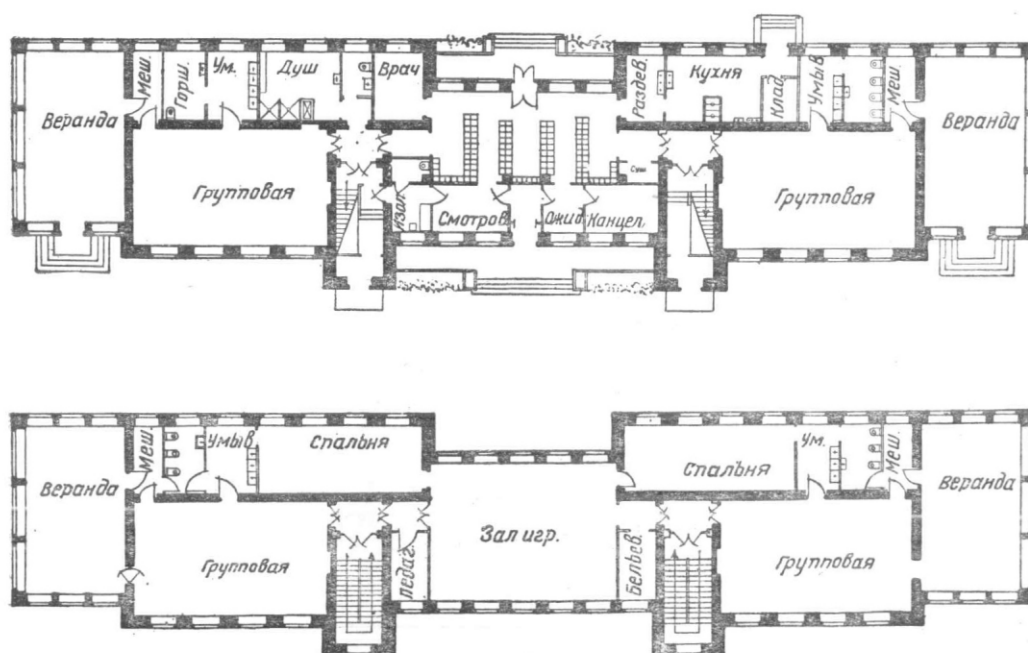 Веранда
Меш.
Горш.
Ум.
Душ
Врач
Раздев.
Кухня
Клад.
Умыв
Меш.
Веранда
Групповая
Изол.
Смотров.
Ожид
Канцел.
Суш.
Групповая
Веранда
Меш.
Умыв
Спальня
Зал игр.
Спальня
Ум.
Меш.
Веранда
Групповая
Педаг.
Бельев.
Групповая